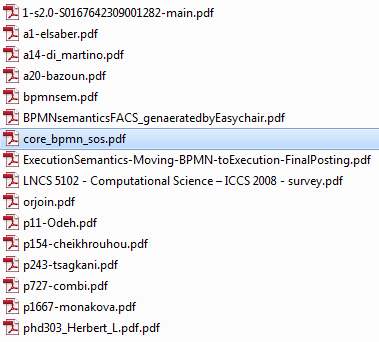 1-s2.0-S0167642309001282-main.pdf
a1-elsaber.pdf
a14-di_martino.pdf
a20-bazoun.pdf
bpmnsem.pdf
BPMNsemanticsFACS_genaeratedbyEasychair.pdf
core_bpmn_sos.pdf
ExecutionSemantics-Moving-BPMN-toExecution-FinalPosting.pdf
LNCS 5102 - Computational Science – ICCS 2008 - survey.pdf
orjoin.pdf
p11-Odeh.pdf
p154-cheikhrouhou.pdf
p243-tsagkani.pdf
p727-combi.pdf
p1667-monakova.pdf
phd303_Herbert_L.pdf.pdf